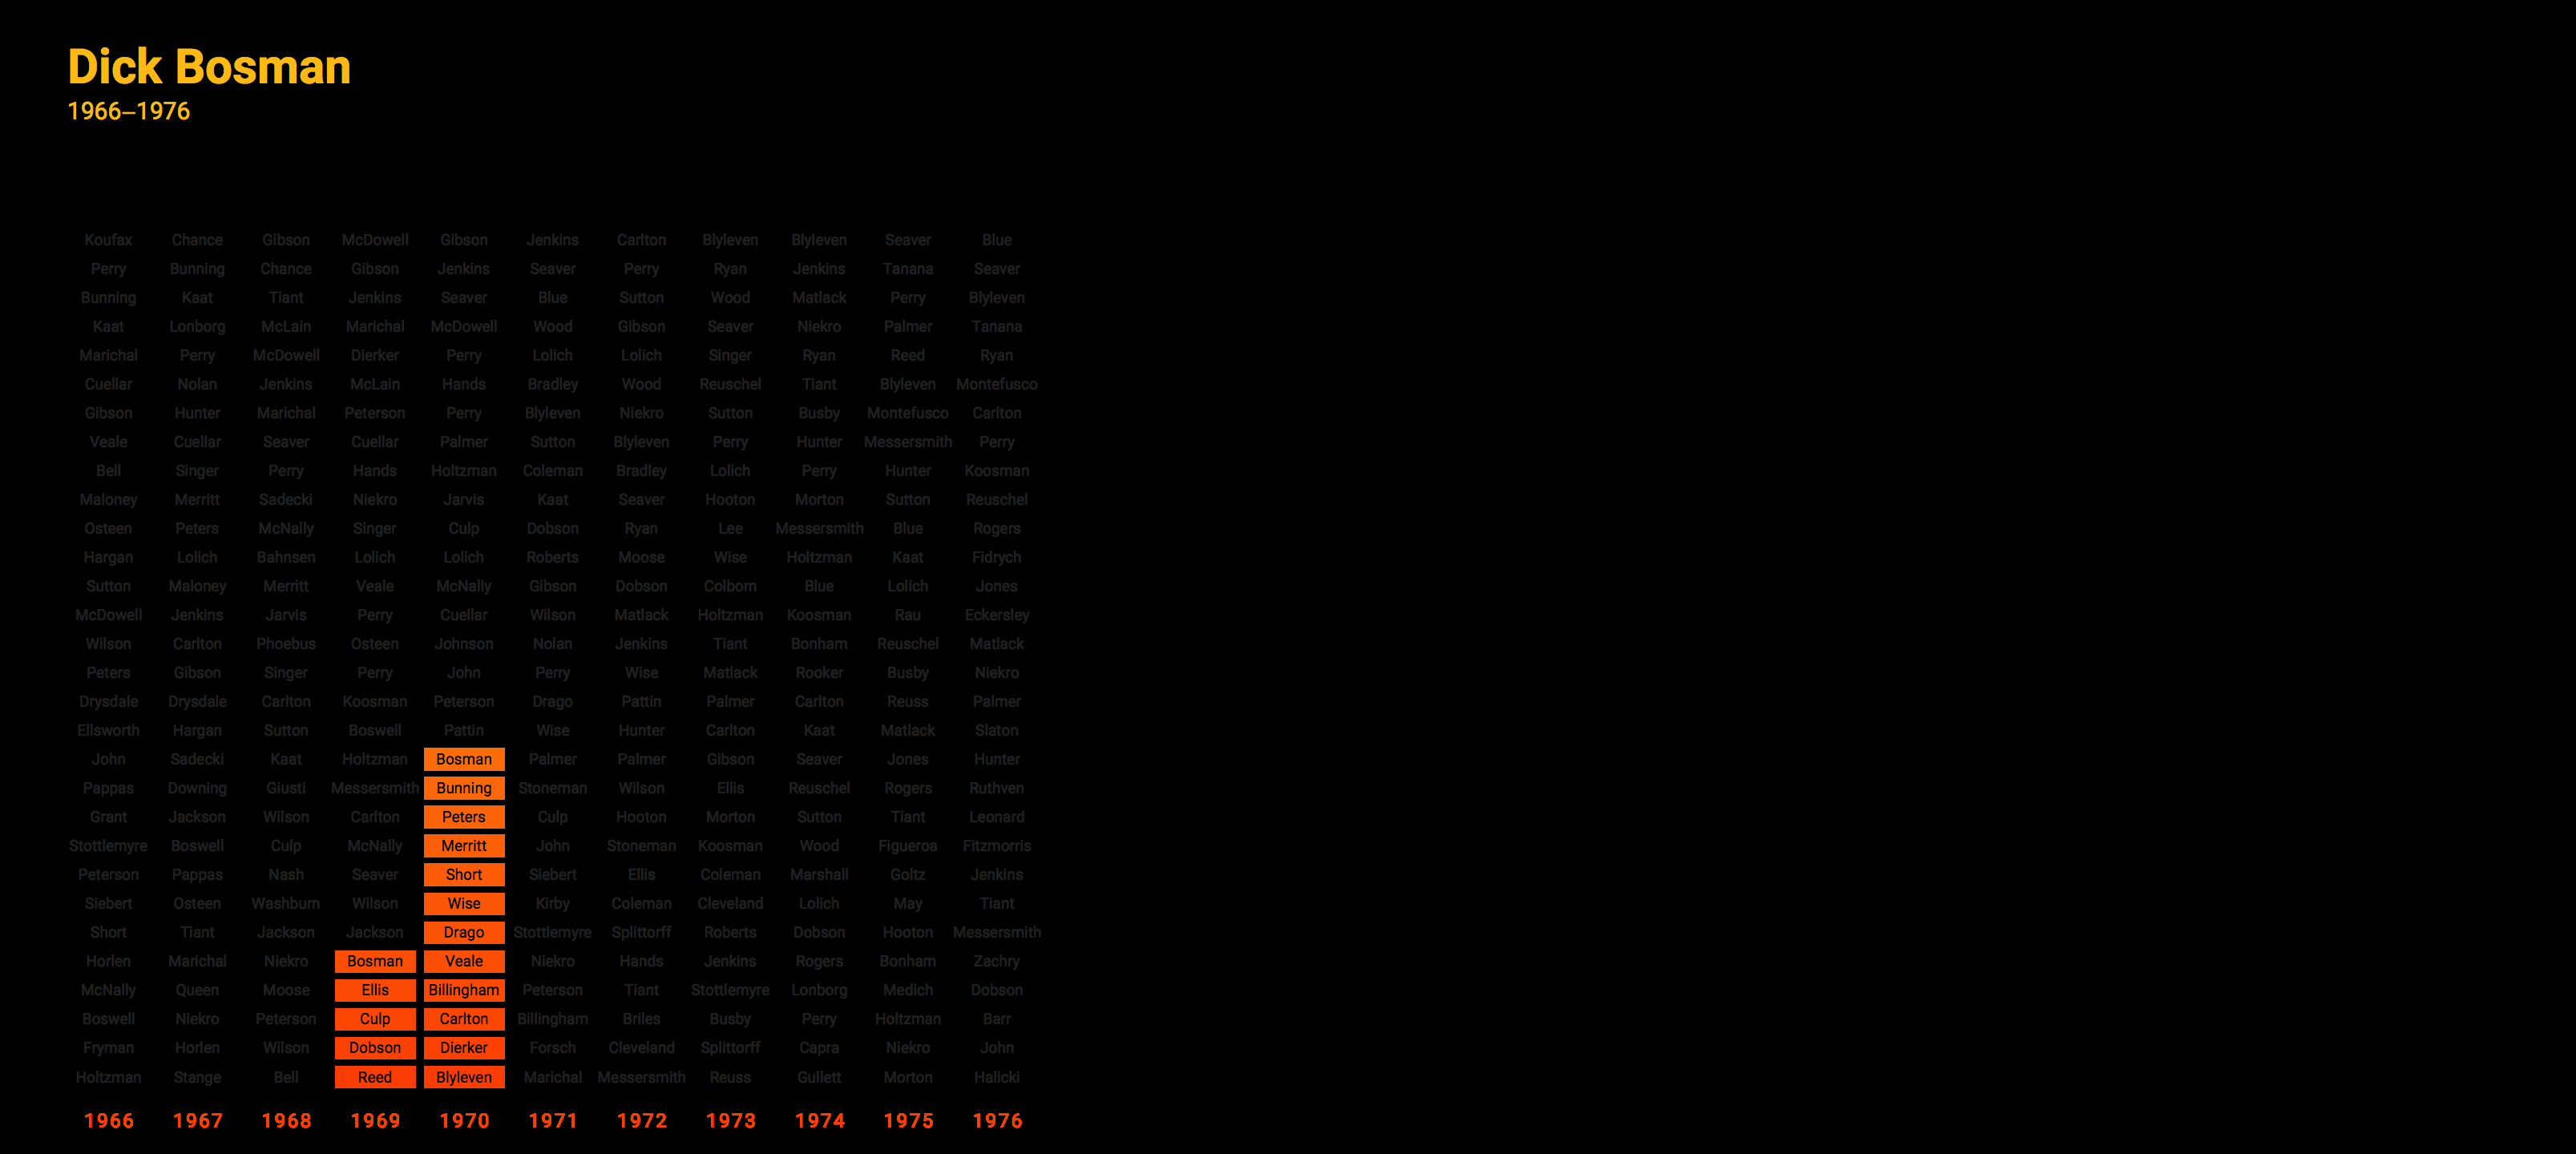 Dick Bosman
1966–1976
Koufax Chance Gibson McDowell Gibson Jenkins Carlton Blyleven Blyleven Seaver Blue
Perry Bunning Chance Gibson Jenkins Seaver Perry Ryan Jenkins Tanana Seaver
Bunning Kaat Tiant Jenkins Seaver Blue Sutton Wood Matlack Perry Blyleven
Kaat Lonborg McLain Marichal McDowell Wood Gibson Seaver Niekro Palmer Tanana
Marichal Perry McDowell Dierker Perry Lolich Lolich Singer Ryan Reed Ryan
Cuellar Nolan Jenkins McLain Hands Bradley Wood Reuschel Tiant Blyleven Montefusco
Gibson Hunter Marichal Peterson Perry Blyleven Niekro Sutton Busby Montefusco Carlton
Veale Cuellar Seaver Cuellar Palmer Sutton Blyleven Perry Hunter Messersmith Perry
Bell Singer Perry Hands Holtzman Coleman Bradley Lolich Perry Hunter Koosman
Maloney Merritt Sadecki Niekro Jarvis Kaat Seaver Hooton Morton Sutton Reuschel
Osteen Peters McNally Singer Culp Dobson Ryan Lee Messersmith Blue Rogers
Hargan Lolich Bahnsen Lolich Lolich Roberts Moose Wise Holtzman Kaat Fidrych
Sutton Maloney Merritt Veale McNally Gibson Dobson Colborn Blue Lolich Jones
McDowell Jenkins Jarvis Perry Cuellar Wilson Matlack Holtzman Koosman Rau Eckersley
Wilson Carlton Phoebus Osteen Johnson Nolan Jenkins Tiant Bonham Reuschel Matlack
Peters Gibson Singer Perry John Perry Wise Matlack Rooker Busby Niekro
Drysdale Drysdale Carlton Koosman Peterson Drago Pattin Palmer Carlton Reuss Palmer
Ellsworth Hargan Sutton Boswell Pattin Wise Hunter Carlton Kaat Matlack Slaton
John Sadecki Kaat Holtzman Bosman Palmer Palmer Gibson Seaver Jones Hunter
Pappas Downing Giusti Messersmith Bunning Stoneman Wilson Ellis Reuschel Rogers Ruthven
Grant Jackson Wilson Carlton Peters Culp Hooton Morton Sutton Tiant Leonard
Stottlemyre Boswell Culp McNally Merritt John Stoneman Koosman Wood Figueroa Fitzmorris
Peterson Pappas Nash Seaver Short Siebert Ellis Coleman Marshall Goltz Jenkins
Siebert Osteen Washburn Wilson Wise Kirby Coleman Cleveland Lolich May Tiant
Short Tiant Jackson Jackson Drago Stottlemyre Splittorff Roberts Dobson Hooton Messersmith
Horlen Marichal Niekro Bosman Veale Niekro Hands Jenkins Rogers Bonham Zachry
McNally Queen Moose Ellis Billingham Peterson Tiant Stottlemyre Lonborg Medich Dobson
Boswell Niekro Peterson Culp Carlton Billingham Briles Busby Perry Holtzman Barr
Fryman Horlen Wilson Dobson Dierker Forsch Cleveland Splittorff Capra Niekro John
Holtzman Stange Bell Reed Blyleven Marichal Messersmith Reuss Gullett Morton Halicki
1966 1967 1968 1969 1970 1971 1972 1973 1974 1975 1976